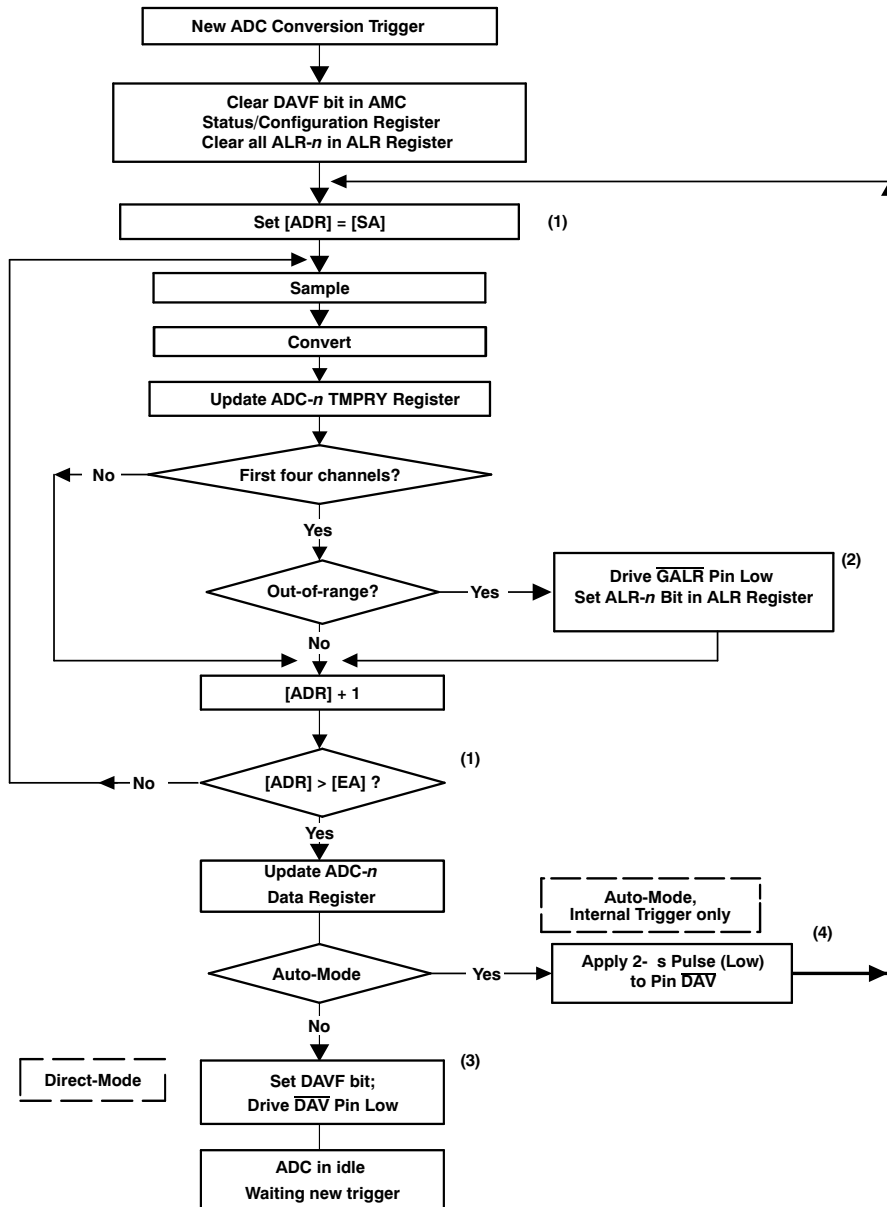 New ADC Conversion Trigger
Clear DAVF bit in AMC
Status/Configuration Register
Clear all ALR-n in ALR Register
Set [ADR] = [SA]
(1)
Sample
Convert
Update ADC-n TMPRY Register
First four channels?
No
Yes
Out-of-range?
Yes
Drive GALR Pin Low
Set ALR-n Bit in ALR Register
(2)
No
[ADR] + 1
[ADR] > [EA] ?
(1)
No
Yes
Update ADC-n
Data Register
Auto-Mode,
Internal Trigger only
Auto-Mode
Yes
Apply 2- s Pulse (Low)
to Pin DAV
(4)
No
Direct-Mode
Set DAVF bit;
Drive DAV Pin Low
(3)
ADC in idle
Waiting new trigger